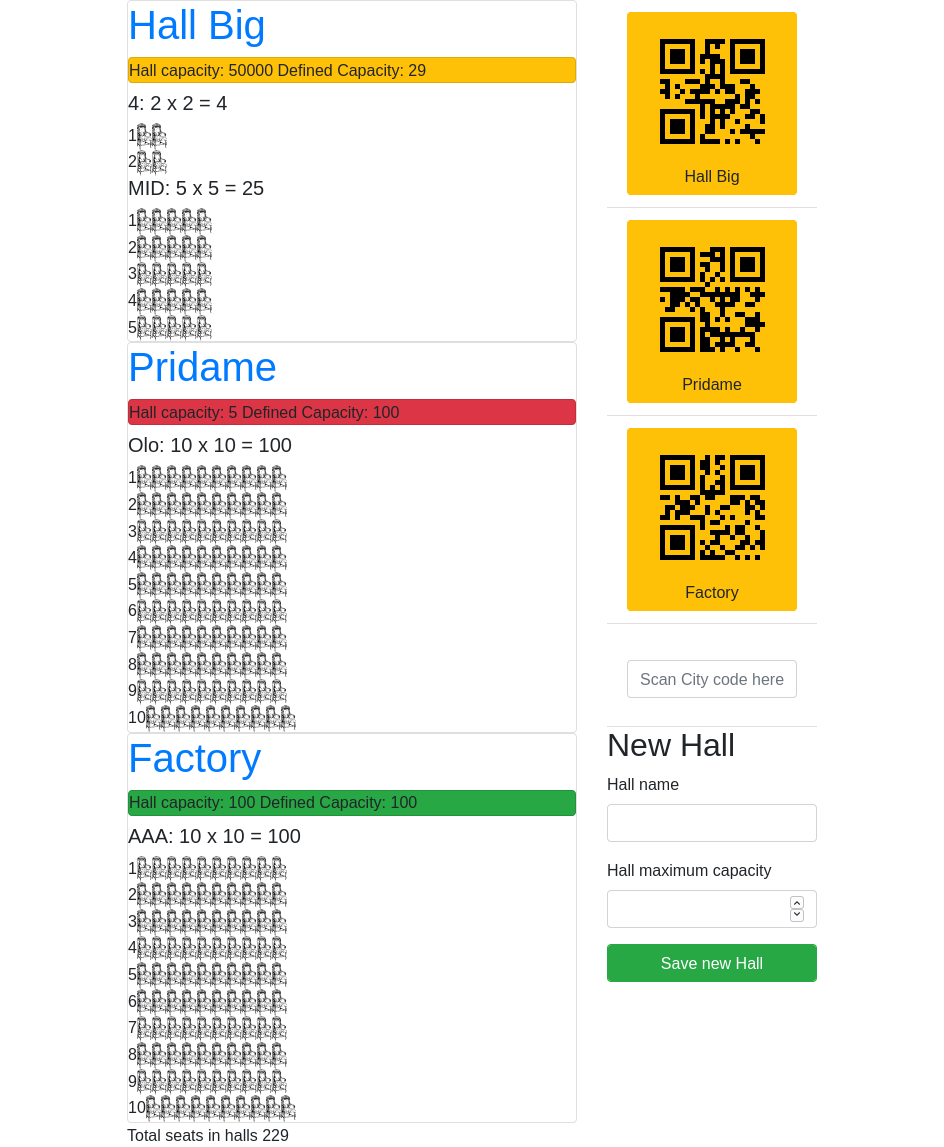 Hall Big
Hall capacity: 50000 Defined Capacity: 29
4: 2 x 2 = 4
1
2
MID: 5 x 5 = 25
1
2
3
4
5
Pridame
Hall capacity: 5 Defined Capacity: 100
Olo: 10 x 10 = 100
1
2
3
4
5
6
7
8
9
10
Factory
Hall capacity: 100 Defined Capacity: 100
AAA: 10 x 10 = 100
1
2
3
4
5
6
7
8
9
10
Total seats in halls 229
Hall Big
Pridame
Factory
Scan City code here
New Hall
Hall name
Hall maximum capacity
Save new Hall